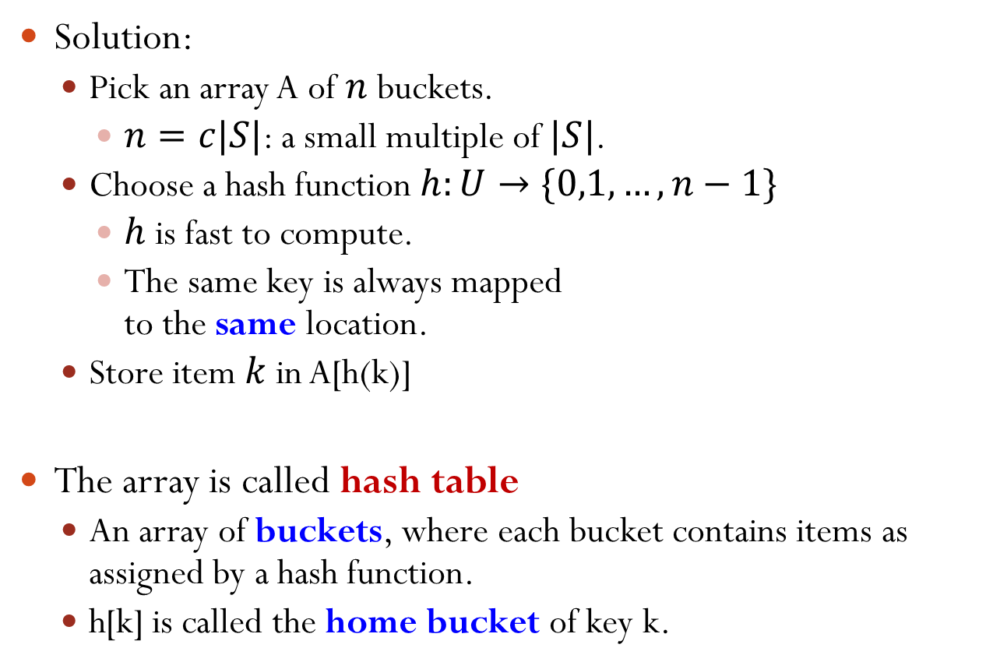 • Solution:
• Pick an array A of n buckets.
• n = c|S|: a small multiple of |S|.
• Choose a hash function h: U → {0,1, … , n − 1}
• h is fast to compute.
• The same key is always mapped
to the same location.
• Store item k in A[h(k)]
• The array is called hash table
• An array of buckets, where each bucket contains items as
assigned by a hash function.
• h[k] is called the home bucket of key k.